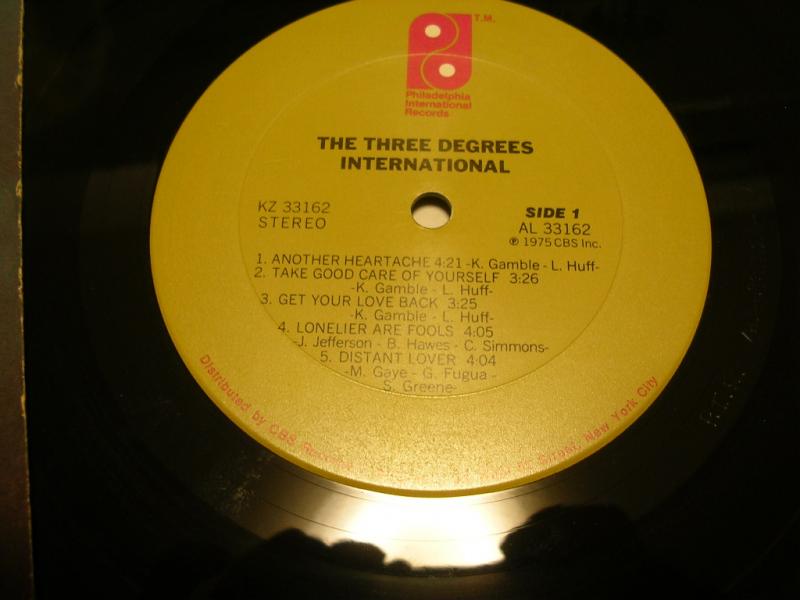 T.M.
Philadelphia
International
Records
THE THREE DEGREES
INTERNATIONAL
KZ 33162
STEREO
SIDE 1
AL 33162
℗ 1975 CBS Inc.
1. ANOTHER HEARTACHE 4:21 -K. Gamble - L. Huff-
2. TAKE GOOD CARE OF YOURSELF 3:26
-K. Gamble - L. Huff-
3. GET YOUR LOVE BACK 3:25
-K. Gamble - L. Huff-
4. LONELIER ARE FOOLS 4:05
-J. Jefferson - B. Hawes - C. Simmons-
5. DISTANT LOVER 4:04
-M. Gaye - G. Fugua -
S. Greene-
Distributed by CBS Records
Street, New York City